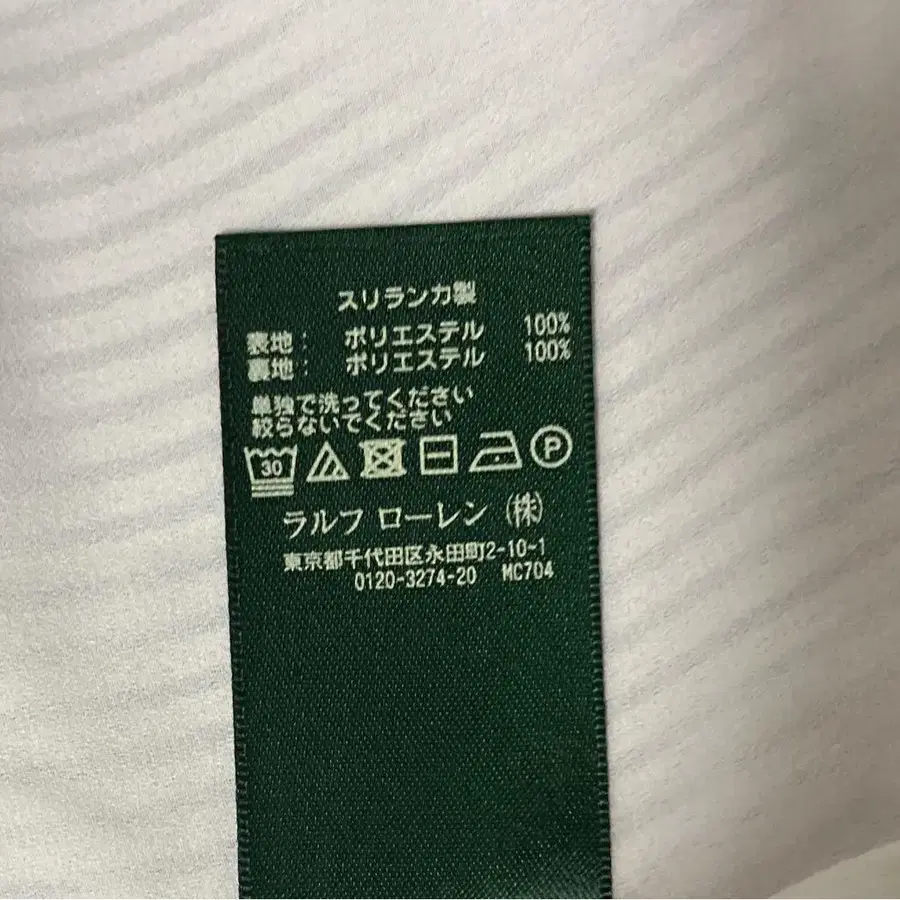 スリランカ製
表地: ポリエステル 100%
裏地: ポリエステル 100%
単独で洗ってください
絞らないでください
30 P
ラルフ ローレン (株)
東京都千代田区永田町2-10-1
0120-3274-20 MC704